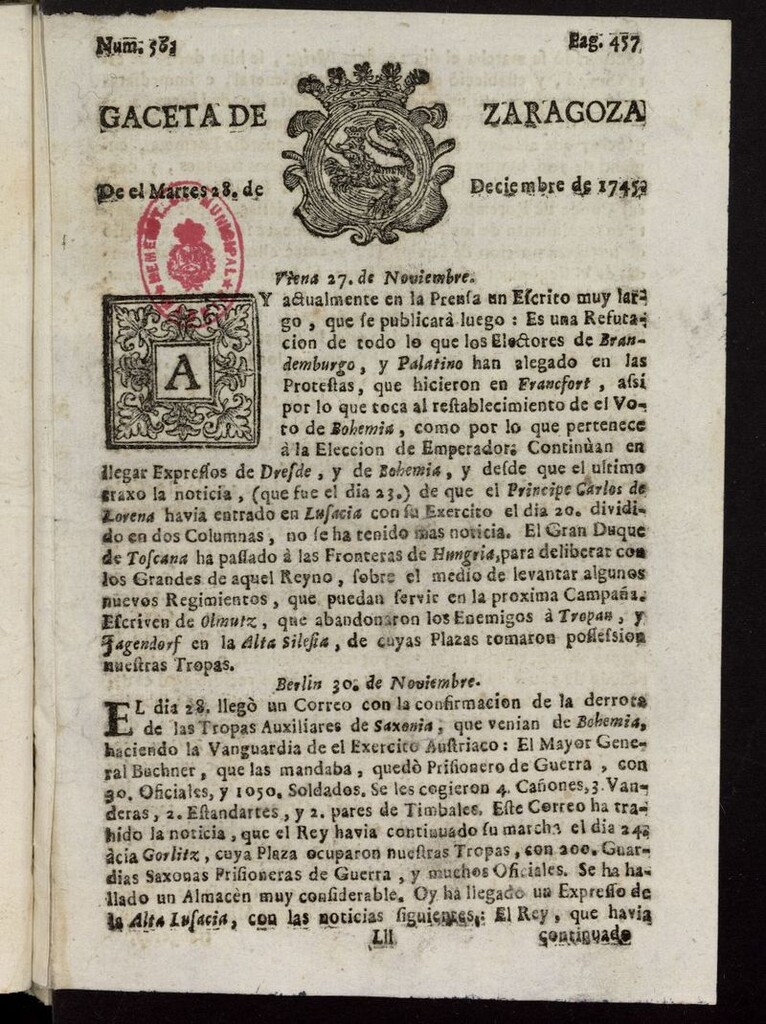 Pag. 457
GACETA DE ZARAGOZA
De el Martes 28. de Deciembre de 1745.
HEMEROT. MUNICIPAL
Viena 27. de Noviembre.
A Y actualmente en la Prensa un Escrito muy lar-
go, que se publicarà luego: Es una Refuta-
cion de todo lo que los Electores de Bran-
demburgo, y Palatino han alegado en las
Protestas, que hicieron en Francfort, assi
por lo que toca al restablecimiento de el Vo-
to de Bohemia, como por lo que pertenece
à la Eleccion de Emperador. Continùan en
llegar Expressos de Dresde, y de Bohemia, y desde que el ultimo
traxo la noticia, (que fue el dia 23.) de que el Principe Carlos de
Lorena havia entrado en Lusacia con su Exercito el dia 20. dividi-
do en dos Columnas, no se ha tenido mas noticia. El Gran Duque
de Toscana ha passado à las Fronteras de Hungria, para deliberar con
los Grandes de aquel Reyno, sobre el medio de levantar algunos
nuevos Regimientos, que puedan servir en la proxima Campaña.
Escriven de Olmutz, que abandonaron los Enemigos à Tropau, y
Jagendorf en la Alta Silesia, de cuyas Plazas tomaron possession
nuestras Tropas.
Berlin 30. de Noviembre.
EL dia 28. llegò un Correo con la confirmacion de la derrota
de las Tropas Auxiliares de Saxonia, que venian de Bohemia,
haciendo la Vanguardia de el Exercito Austriaco: El Mayor Gene-
ral Buchner, que las mandaba, quedò Prisionero de Guerra, con
30. Oficiales, y 1050. Soldados. Se les cogieron 4. Cañones, 3. Van-
deras, 2. Estandartes, y 2. pares de Timbales. Este Correo ha tra-
hido la noticia, que el Rey havia continuado su marcha el dia 24.
àcia Gorlitz, cuya Plaza ocuparon nuestras Tropas, con 200. Guar-
dias Saxonas Prisioneras de Guerra, y muchos Oficiales. Se ha ha-
llado un Almacèn muy considerable. Oy ha llegado un Expresso de
la Alta Lusacia, con las noticias siguientes: El Rey, que havia
Lll continuado